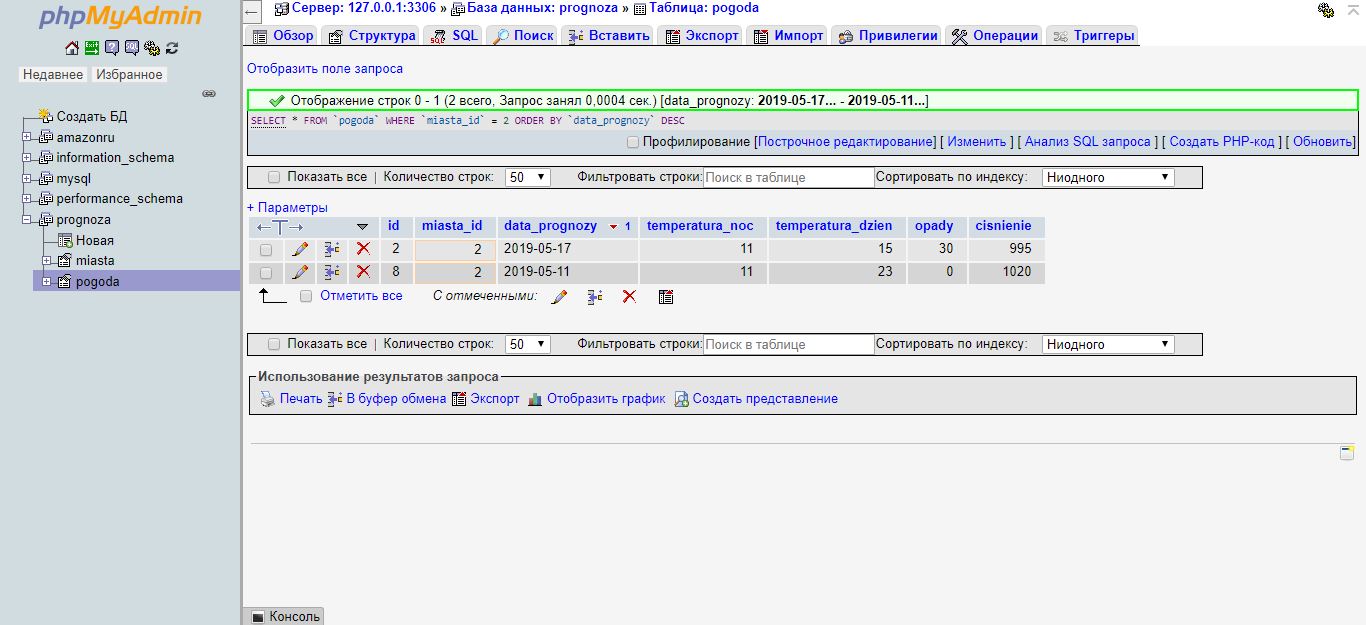 phpMyAdmin
Недавнее Избранное
Создать БД
amazonru
information_schema
mysql
performance_schema
prognoza
Новая
miasta
pogoda
Сервер: 127.0.0.1:3306 » База данных: prognoza » Таблица: pogoda
Обзор Структура SQL Поиск Вставить Экспорт Импорт Привилегии Операции Триггеры
Отобразить поле запроса
Отображение строк 0 - 1 (2 всего, Запрос занял 0,0004 сек.) [data_prognozy: 2019-05-17... - 2019-05-11...]
SELECT * FROM `pogoda` WHERE `miasta_id` = 2 ORDER BY `data_prognozy` DESC
Профилирование [Построчное редактирование] [ Изменить ] [ Анализ SQL запроса ] [ Создать PHP-код ] [ Обновить]
Показать все | Количество строк: 50 Фильтровать строки: Поиск в таблице Сортировать по индексу: Ниодного
+ Параметры
id miasta_id data_prognozy 1 temperatura_noc temperatura_dzien opady cisnienie
2 2 2019-05-17 11 15 30 995
8 2 2019-05-11 11 23 0 1020
Отметить все С отмеченными:
Показать все | Количество строк: 50 Фильтровать строки: Поиск в таблице Сортировать по индексу: Ниодного
Использование результатов запроса
Печать В буфер обмена Экспорт Отобразить график Создать представление
Консоль